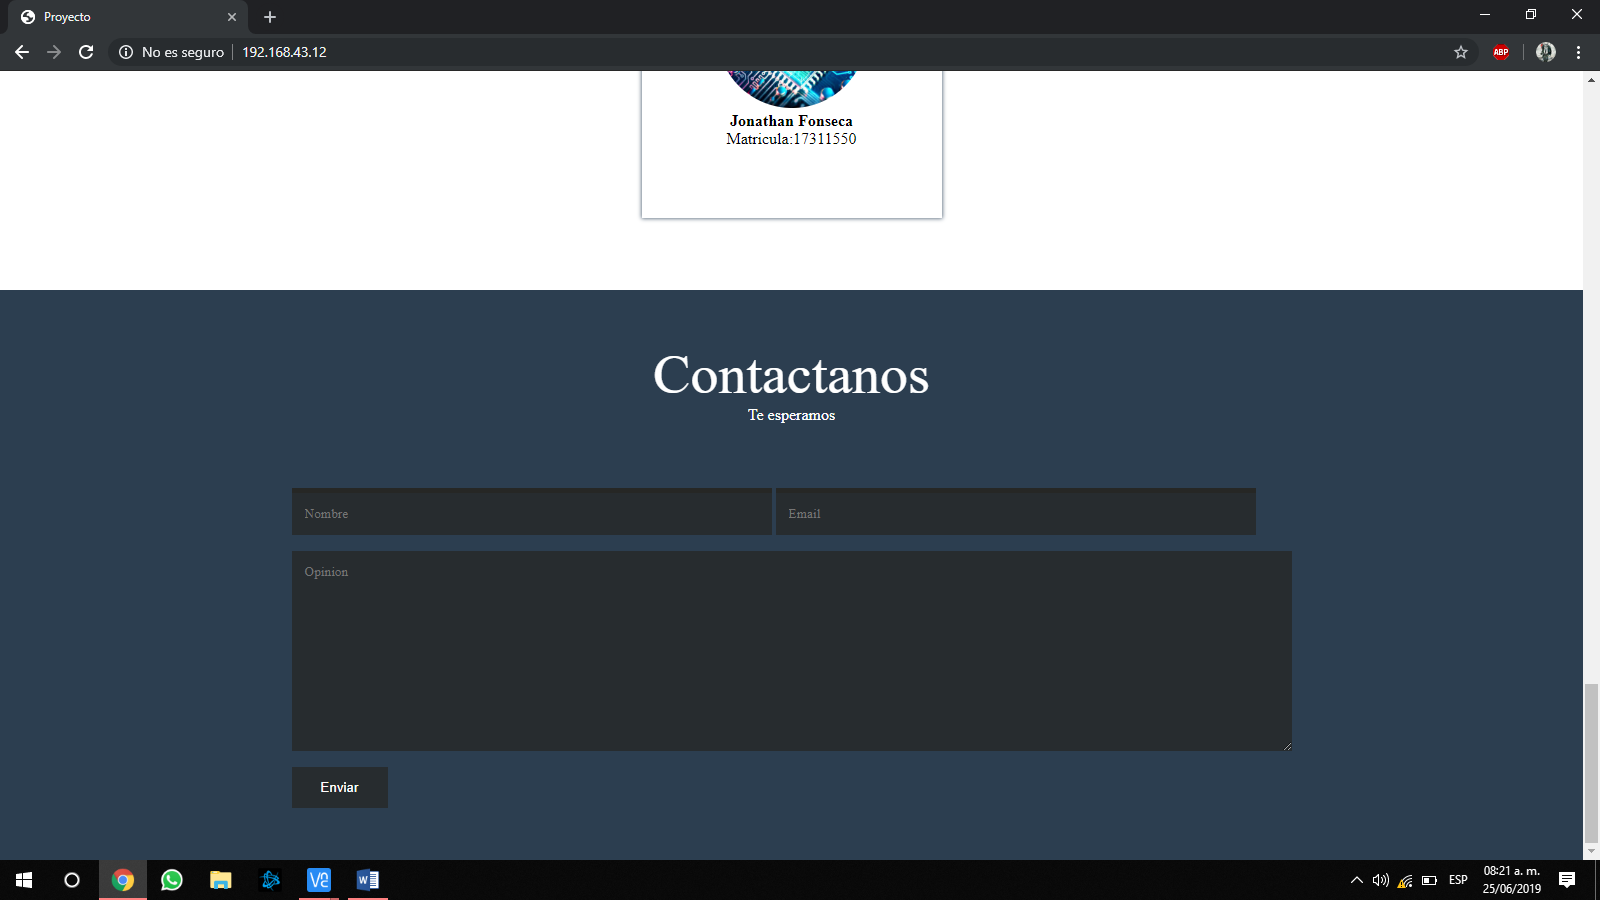 Proyecto
No es seguro
192.168.43.12
ABP
Jonathan Fonseca
Matricula:17311550
Contactanos
Te esperamos
Nombre
Email
Opinion
Enviar
ESP
08:21 a. m.
25/06/2019